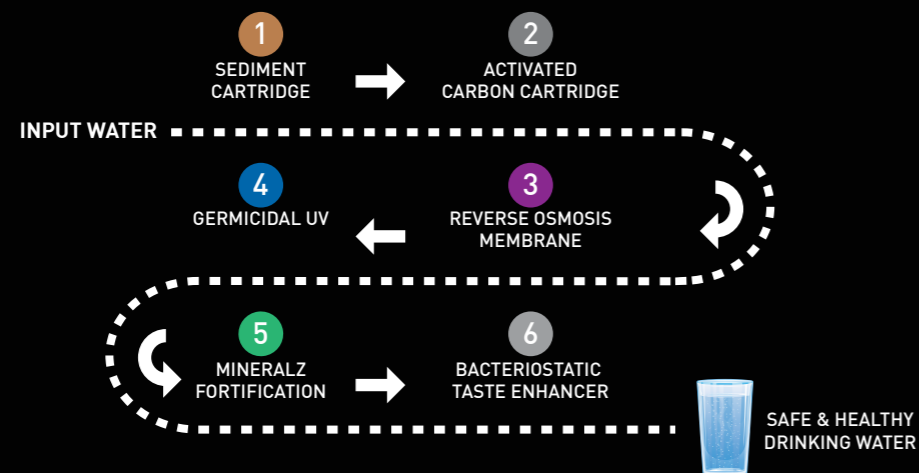 1
SEDIMENT
CARTRIDGE
2
ACTIVATED
CARBON CARTRIDGE
INPUT WATER
3
REVERSE OSMOSIS
MEMBRANE
4
GERMICIDAL UV
5
MINERALZ
FORTIFICATION
6
BACTERIOSTATIC
TASTE ENHANCER
SAFE & HEALTHY
DRINKING WATER